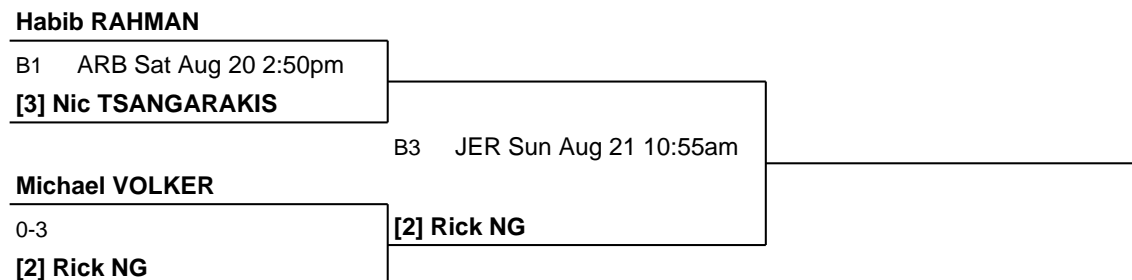 Habib RAHMAN
B1 ARB Sat Aug 20 2:50pm
[3] Nic TSANGARAKIS
B3 JER Sun Aug 21 10:55am
Michael VOLKER
0-3
[2] Rick NG
[2] Rick NG